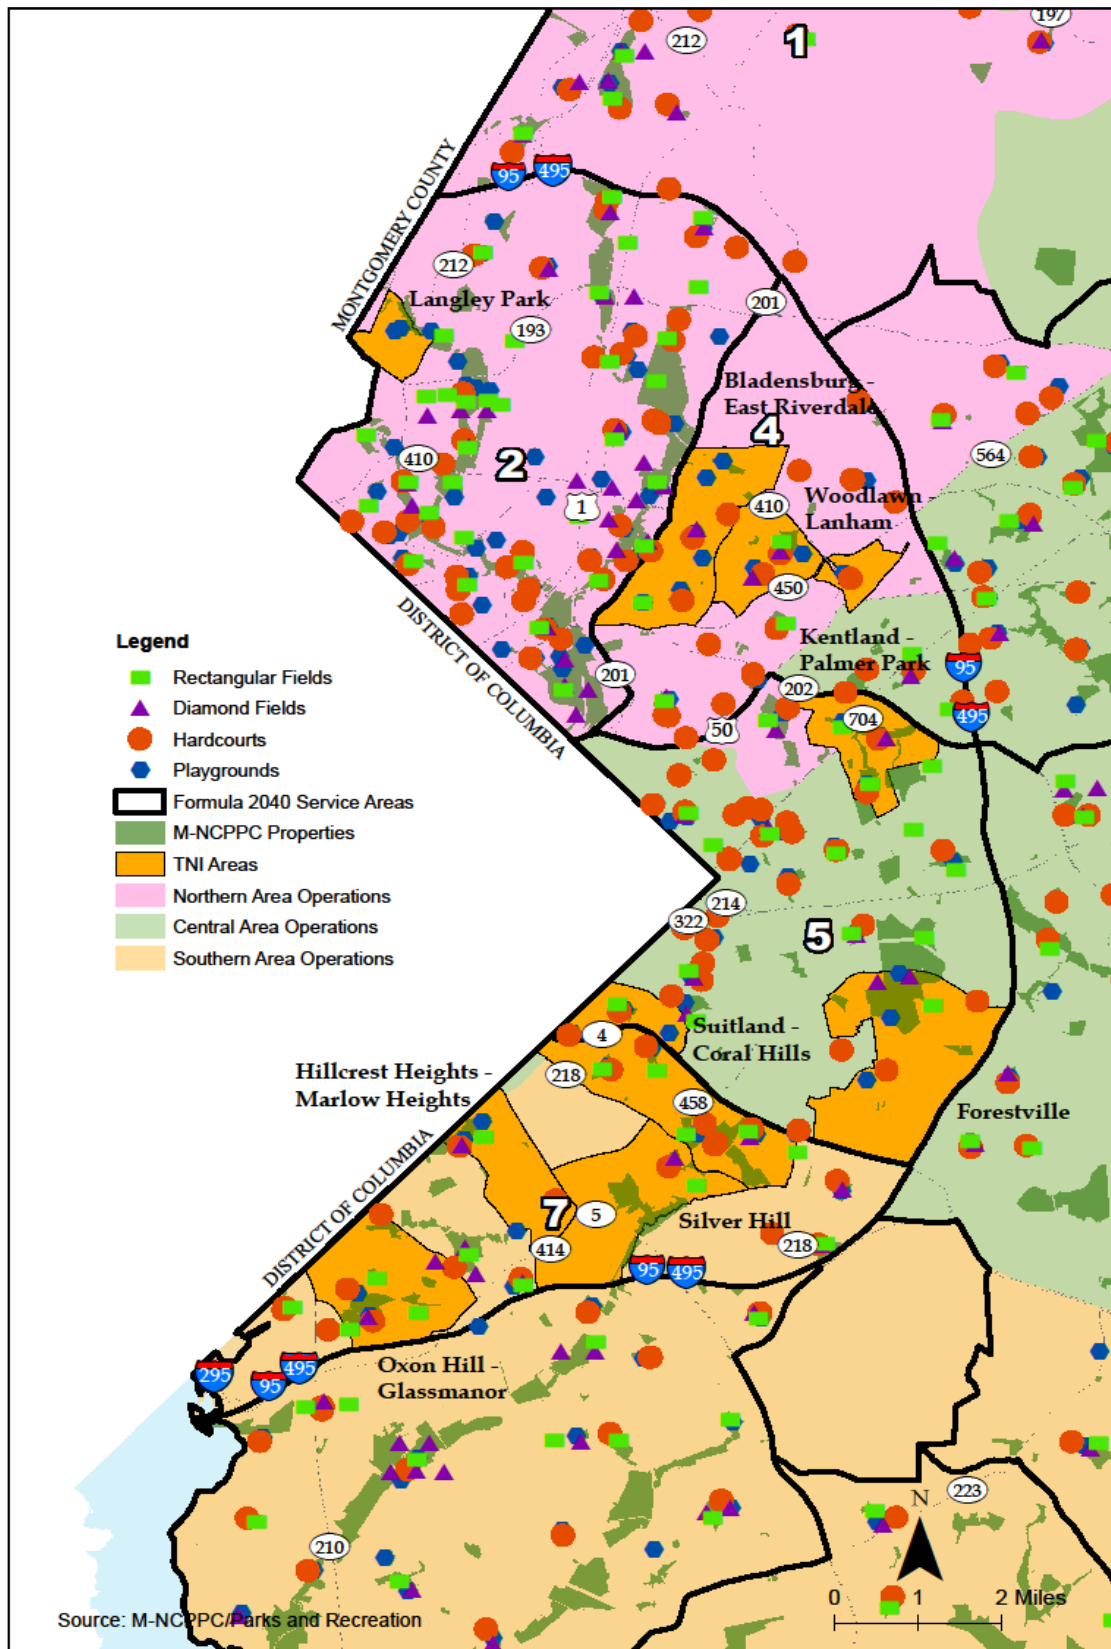 197
212
1
MONTGOMERY COUNTY
95
495
212
Langley Park
193
201
Bladensburg -
East Riverdale
4
410
2
564
1
410
Woodlawn -
Lanham
450
DISTRICT OF COLUMBIA
Kentland -
Palmer Park
201
202
95
704
495
50
Legend
Rectangular Fields
Diamond Fields
Hardcourts
Playgrounds
Formula 2040 Service Areas
M-NCPPC Properties
TNI Areas
Northern Area Operations
Central Area Operations
Southern Area Operations
214
322
5
Suitland -
Coral Hills
4
218
Hillcrest Heights -
Marlow Heights
458
Forestville
DISTRICT OF COLUMBIA
7
5
414
Silver Hill
218
95
495
Oxon Hill -
Glassmanor
295
95
495
223
N
210
0 1 2 Miles
Source: M-NCPPC/Parks and Recreation